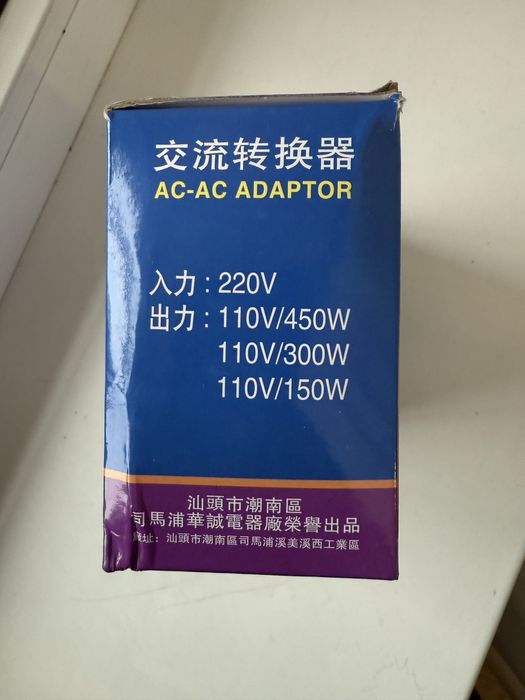 交流转换器
AC-AC ADAPTOR
入力：220V
出力：110V/450W
110V/300W
110V/150W
汕頭市潮南區
司馬浦華誠電器廠榮譽出品
廠址：汕頭市潮南區司馬浦溪美溪西工業區